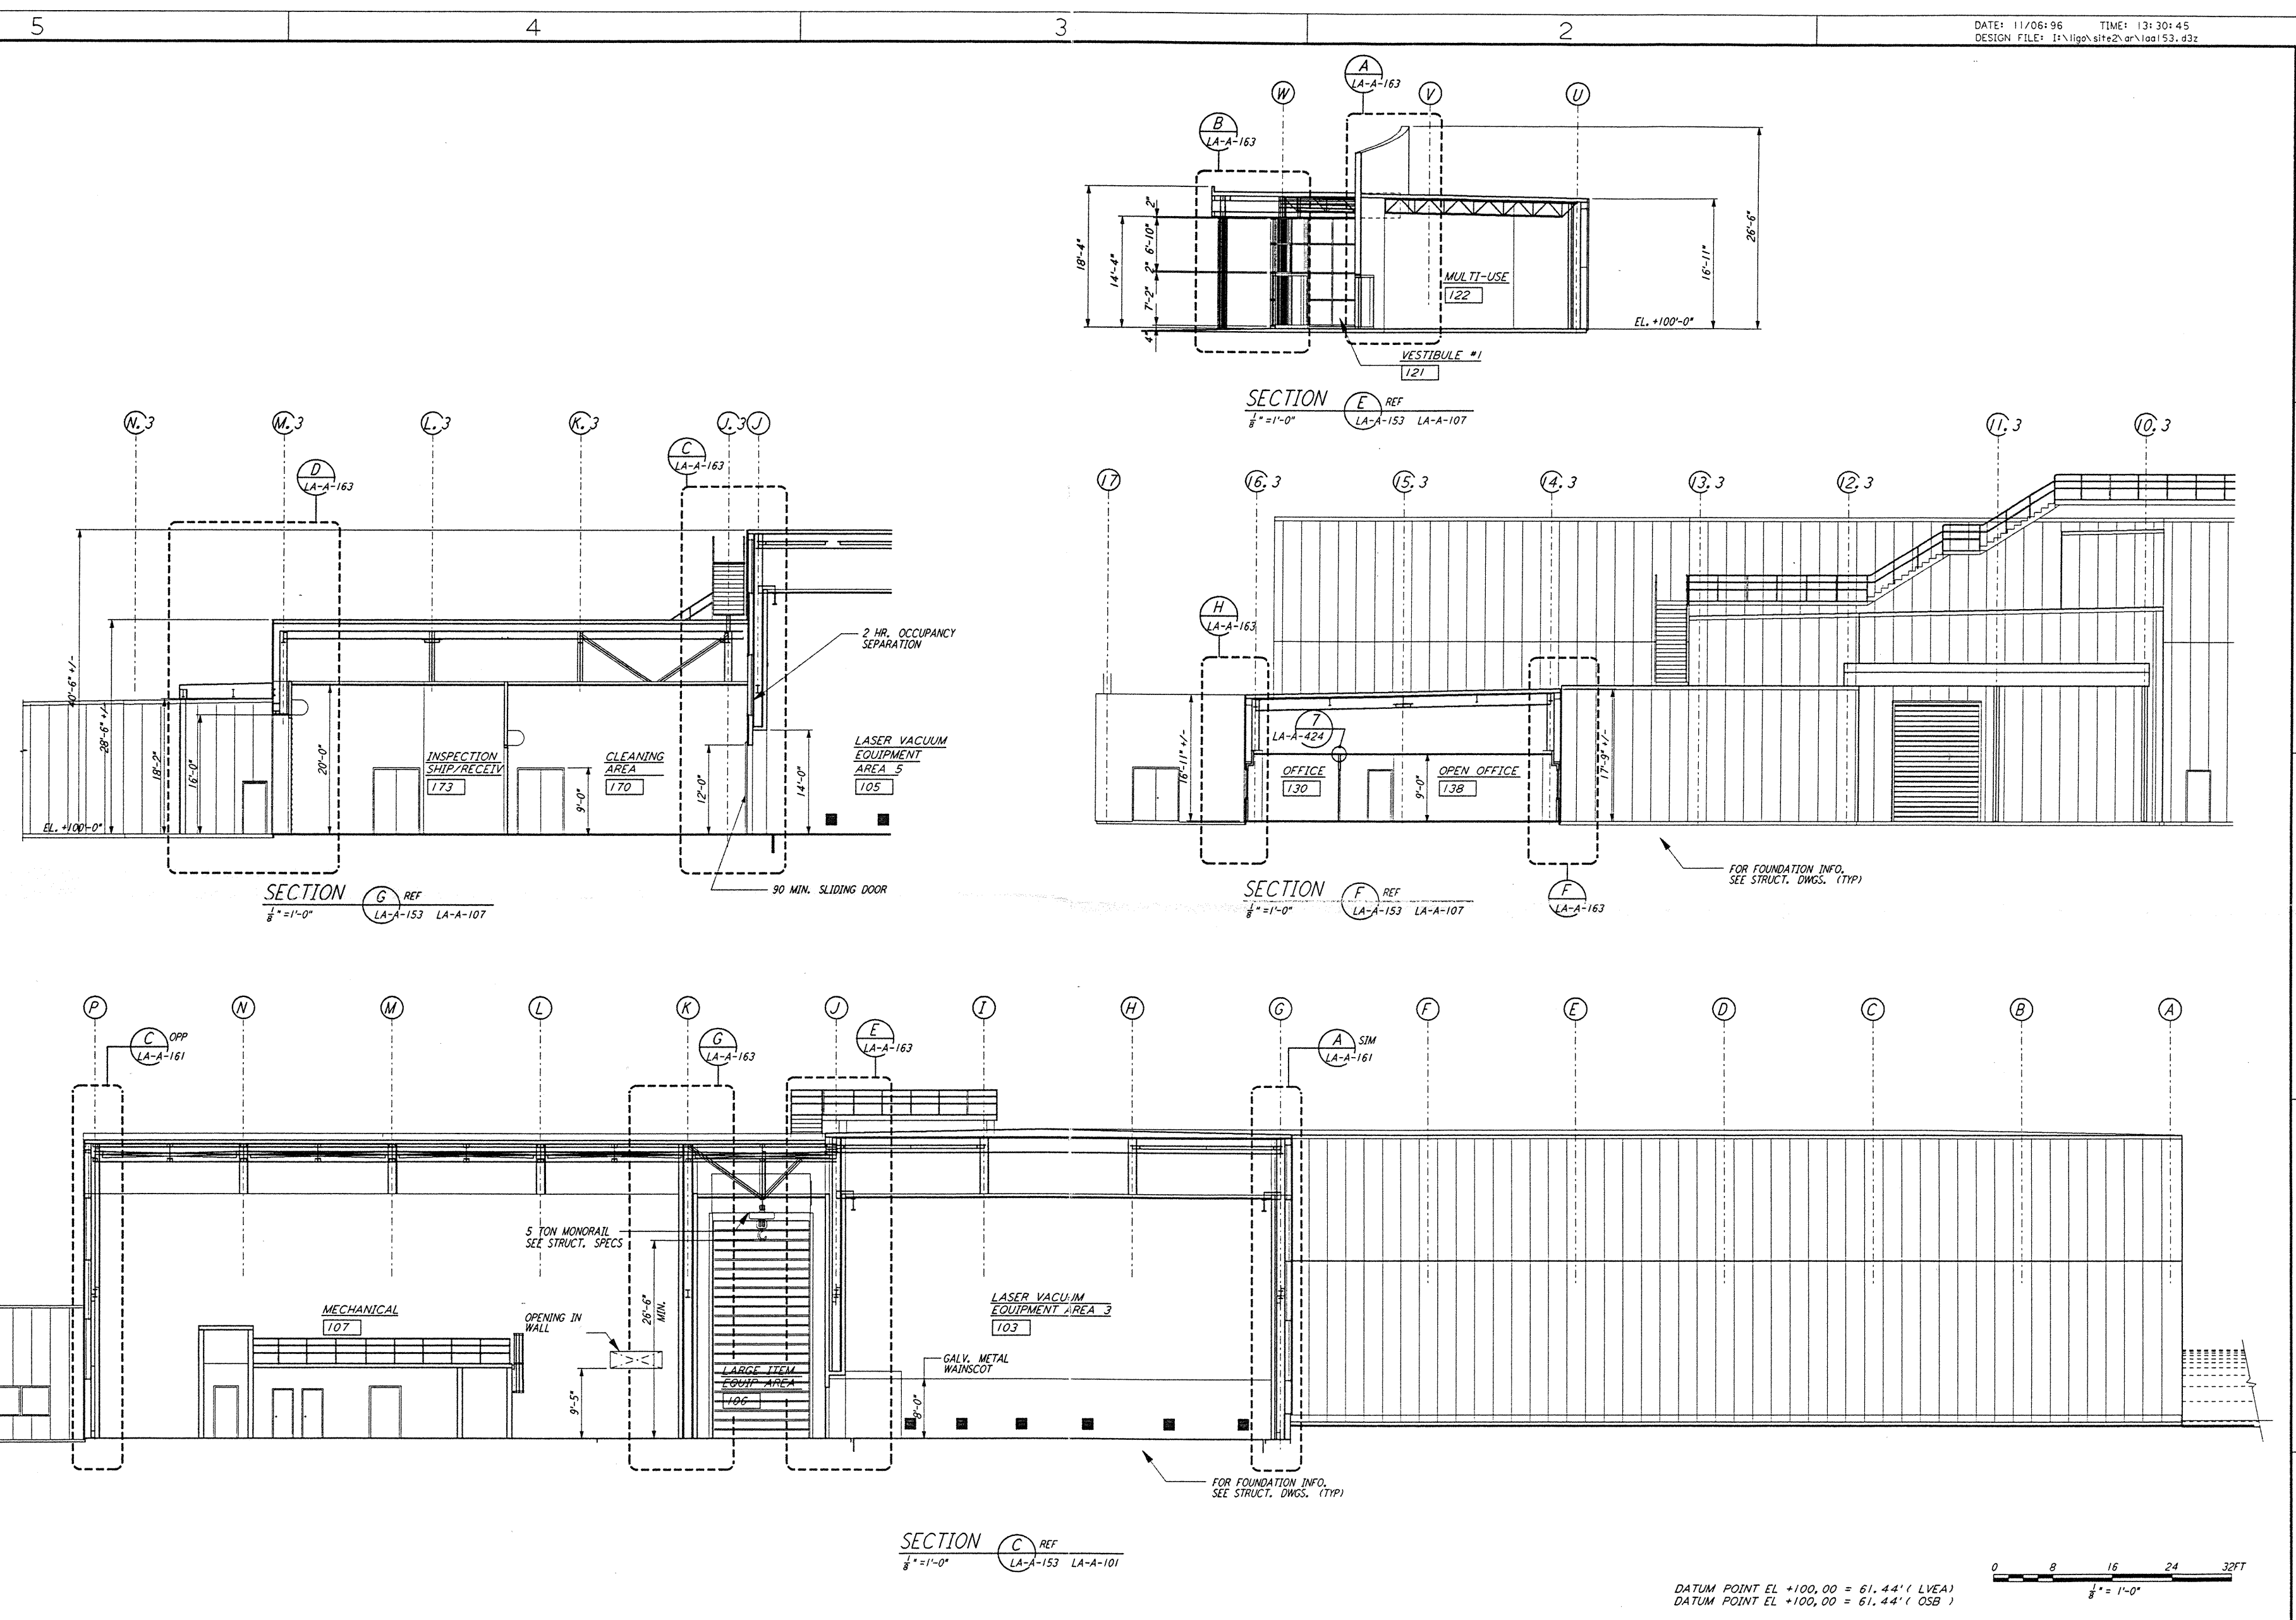 5
4
3
2
DATE: 11/06:96 TIME: 13:30:45
DESIGN FILE: I:\ligo\site2\ar\laa153.d3z
A
LA-A-163
W
V
U
B
LA-A-163
18'-4"
14'-4"
2"
6'-10"
2"
7'-2"
4"
26'-6"
16'-11"
MULTI-USE
122
EL. +100'-0"
VESTIBULE #1
121
SECTION
E
REF
1/8" =1'-0"
LA-A-153 LA-A-107
N.3
M.3
L.3
K.3
J.3
J
D
LA-A-163
C
LA-A-163
40'-6" +/-
28'-6" +/-
18'-2"
16'-0"
20'-0"
9'-0"
12'-0"
14'-0"
2 HR. OCCUPANCY
SEPARATION
INSPECTION
SHIP/RECEIV
173
CLEANING
AREA
170
LASER VACUUM
EQUIPMENT
AREA 5
105
EL. +100'-0"
90 MIN. SLIDING DOOR
SECTION
G
REF
1/8" =1'-0"
LA-A-153 LA-A-107
17
16.3
15.3
14.3
13.3
12.3
11.3
10.3
H
LA-A-163
7
LA-A-424
16'-11" +/-
OFFICE
130
9'-0"
OPEN OFFICE
138
17'-9" +/-
FOR FOUNDATION INFO.
SEE STRUCT. DWGS. (TYP)
F
LA-A-163
SECTION
F
REF
1/8" =1'-0"
LA-A-153 LA-A-107
P
N
M
L
K
J
I
H
G
F
E
D
C
B
A
C
OPP
LA-A-161
G
LA-A-163
E
LA-A-163
A
SIM
LA-A-161
5 TON MONORAIL
SEE STRUCT. SPECS
MECHANICAL
107
OPENING IN
WALL
9'-5"
26'-6"
MIN.
LARGE ITEM
EQUIP AREA
106
LASER VACUUM
EQUIPMENT AREA 3
103
GALV. METAL
WAINSCOT
8'-0"
FOR FOUNDATION INFO.
SEE STRUCT. DWGS. (TYP)
SECTION
C
REF
1/8" =1'-0"
LA-A-153 LA-A-101
0 8 16 24 32FT
1/8" = 1'-0"
DATUM POINT EL +100,00 = 61.44' ( LVEA)
DATUM POINT EL +100,00 = 61.44' ( OSB )